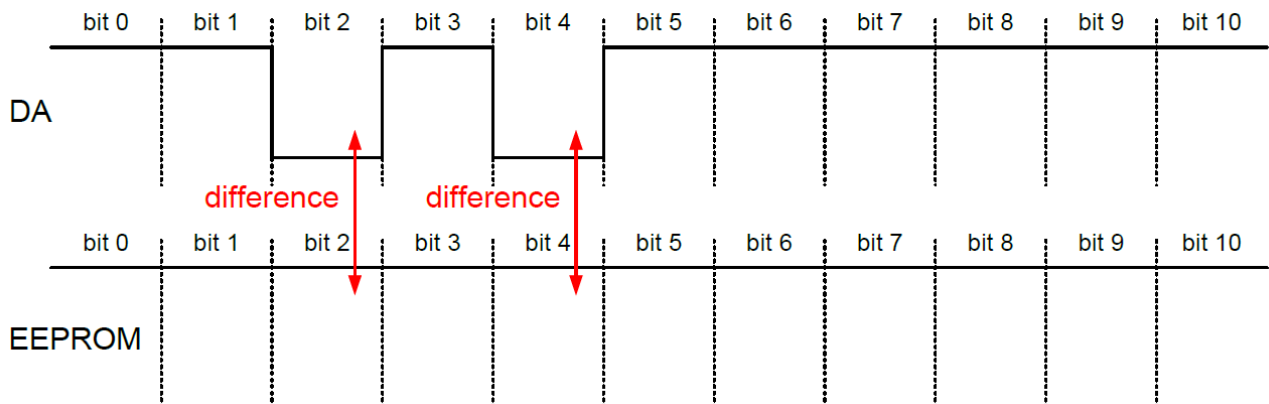 bit 0 bit 1 bit 2 bit 3 bit 4 bit 5 bit 6 bit 7 bit 8 bit 9 bit 10
DA
difference difference
bit 0 bit 1 bit 2 bit 3 bit 4 bit 5 bit 6 bit 7 bit 8 bit 9 bit 10
EEPROM